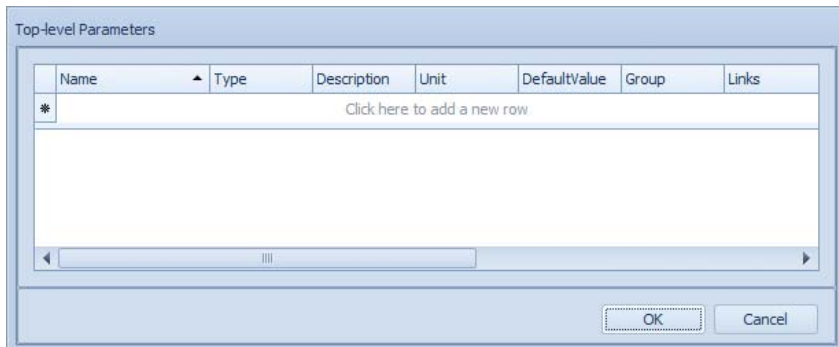 Top-level Parameters
Name Type Description Unit DefaultValue Group Links
Click here to add a new row
OK Cancel